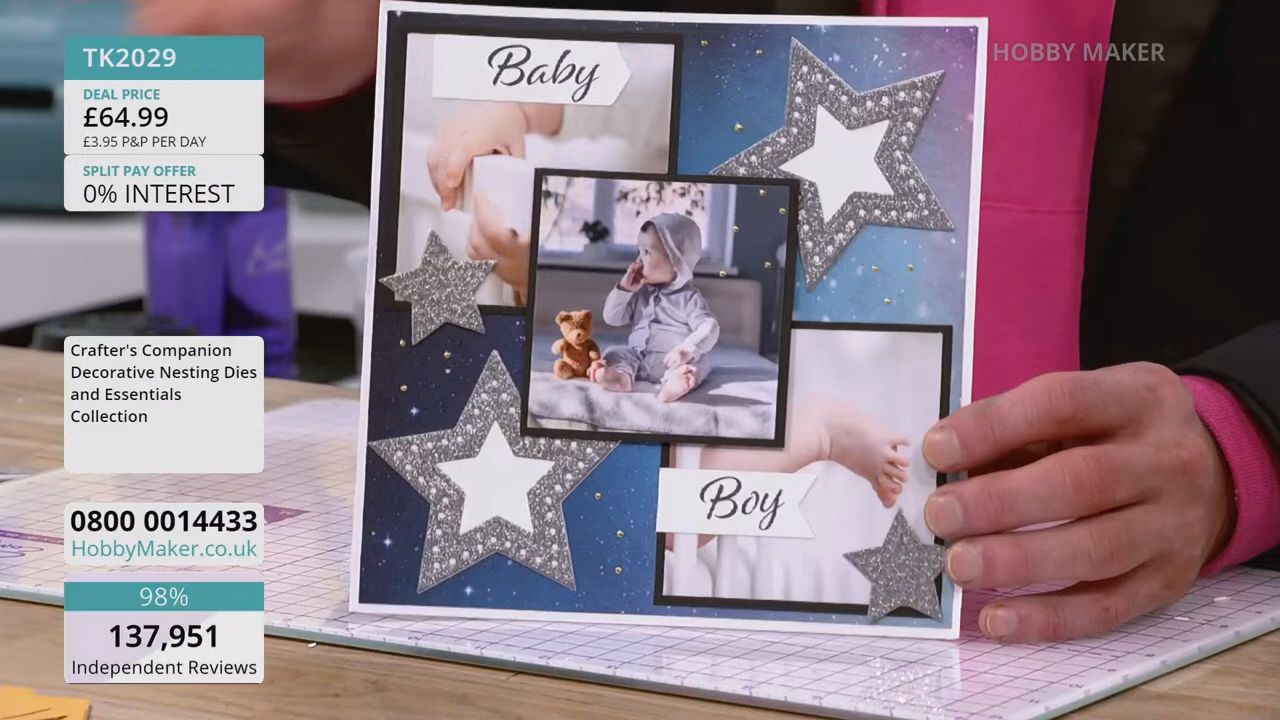 TK2029
DEAL PRICE
£64.99
£3.95 P&P PER DAY
SPLIT PAY OFFER
0% INTEREST
Crafter's Companion
Decorative Nesting Dies
and Essentials
Collection
0800 0014433
HobbyMaker.co.uk
98%
137,951
Independent Reviews
HOBBY MAKER
Baby
Boy